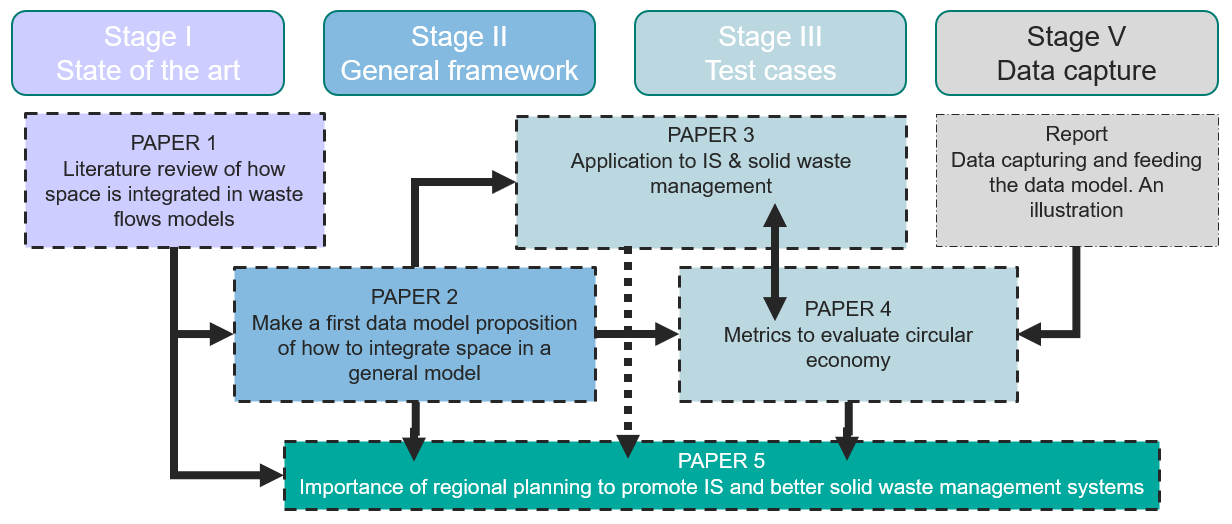 Stage I
State of the art
Stage II
General framework
Stage III
Test cases
Stage V
Data capture
PAPER 1
Literature review of how
space is integrated in waste
flows models
PAPER 3
Application to IS & solid waste
management
Report
Data capturing and feeding
the data model. An
illustration
PAPER 2
Make a first data model proposition
of how to integrate space in a
general model
PAPER 4
Metrics to evaluate circular
economy
PAPER 5
Importance of regional planning to promote IS and better solid waste management systems